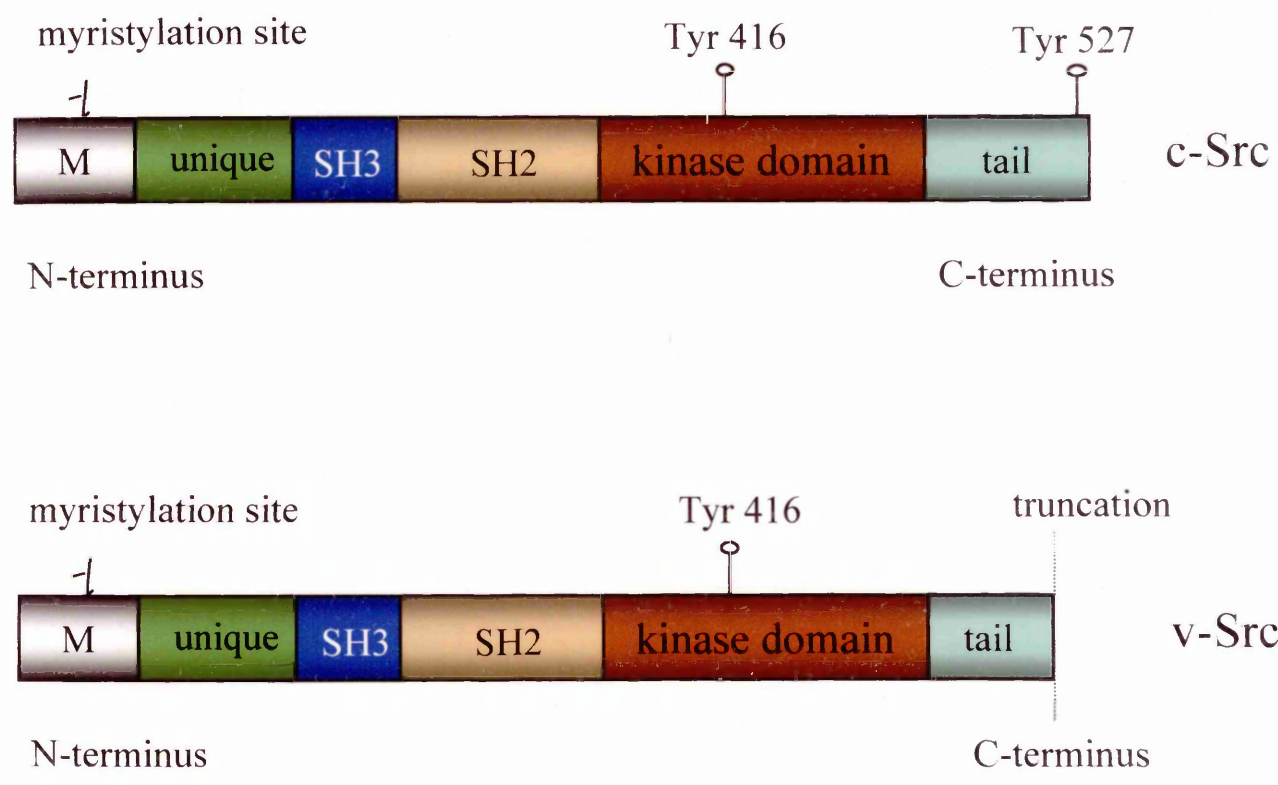 myristylation site Tyr 416 Tyr 527
M unique SH3 SH2 kinase domain tail c-Src
N-terminus C-terminus
myristylation site Tyr 416 truncation
M unique SH3 SH2 kinase domain tail v-Src
N-terminus C-terminus